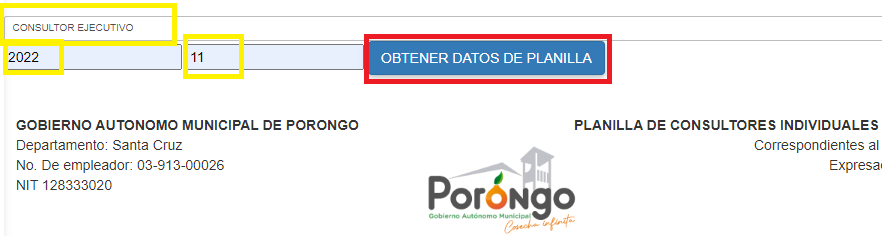 CONSULTOR EJECUTIVO
2022 11 OBTENER DATOS DE PLANILLA
GOBIERNO AUTONOMO MUNICIPAL DE PORONGO
Departamento: Santa Cruz
No. De empleador: 03-913-00026
NIT 128333020
Porongo
Gobierno Autónomo Municipal
Cosecha infinita
PLANILLA DE CONSULTORES INDIVIDUALES
Correspondientes al